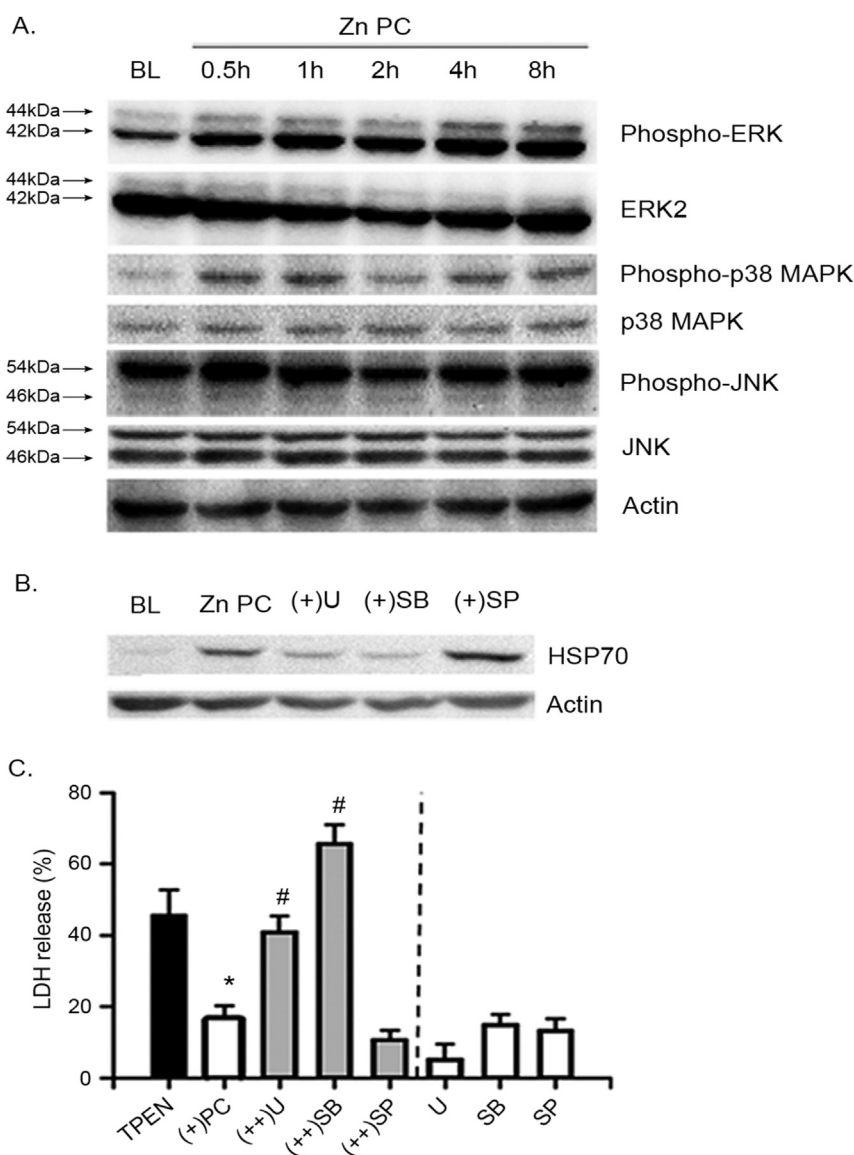 A.
Zn PC
BL 0.5h 1h 2h 4h 8h
44kDa
42kDa
Phospho-ERK
44kDa
42kDa
ERK2
Phospho-p38 MAPK
p38 MAPK
54kDa
46kDa
Phospho-JNK
54kDa
46kDa
JNK
Actin
B.
BL Zn PC (+)U (+)SB (+)SP
HSP70
Actin
C.
LDH release (%)
80
60
40
20
0
* # #
TPEN (+)PC (++)U (++)SB (++)SP U SB SP